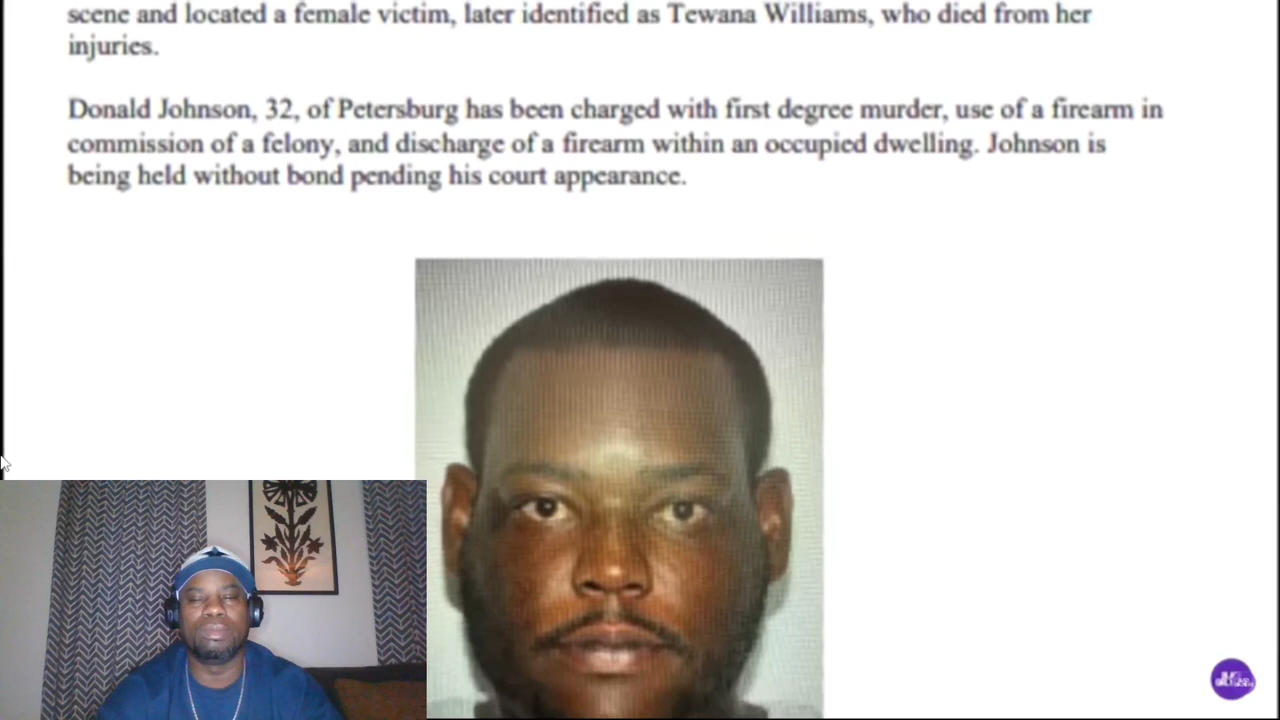 scene and located a female victim, later identified as Tewana Williams, who died from her
injuries.
Donald Johnson, 32, of Petersburg has been charged with first degree murder, use of a firearm in
commission of a felony, and discharge of a firearm within an occupied dwelling. Johnson is
being held without bond pending his court appearance.